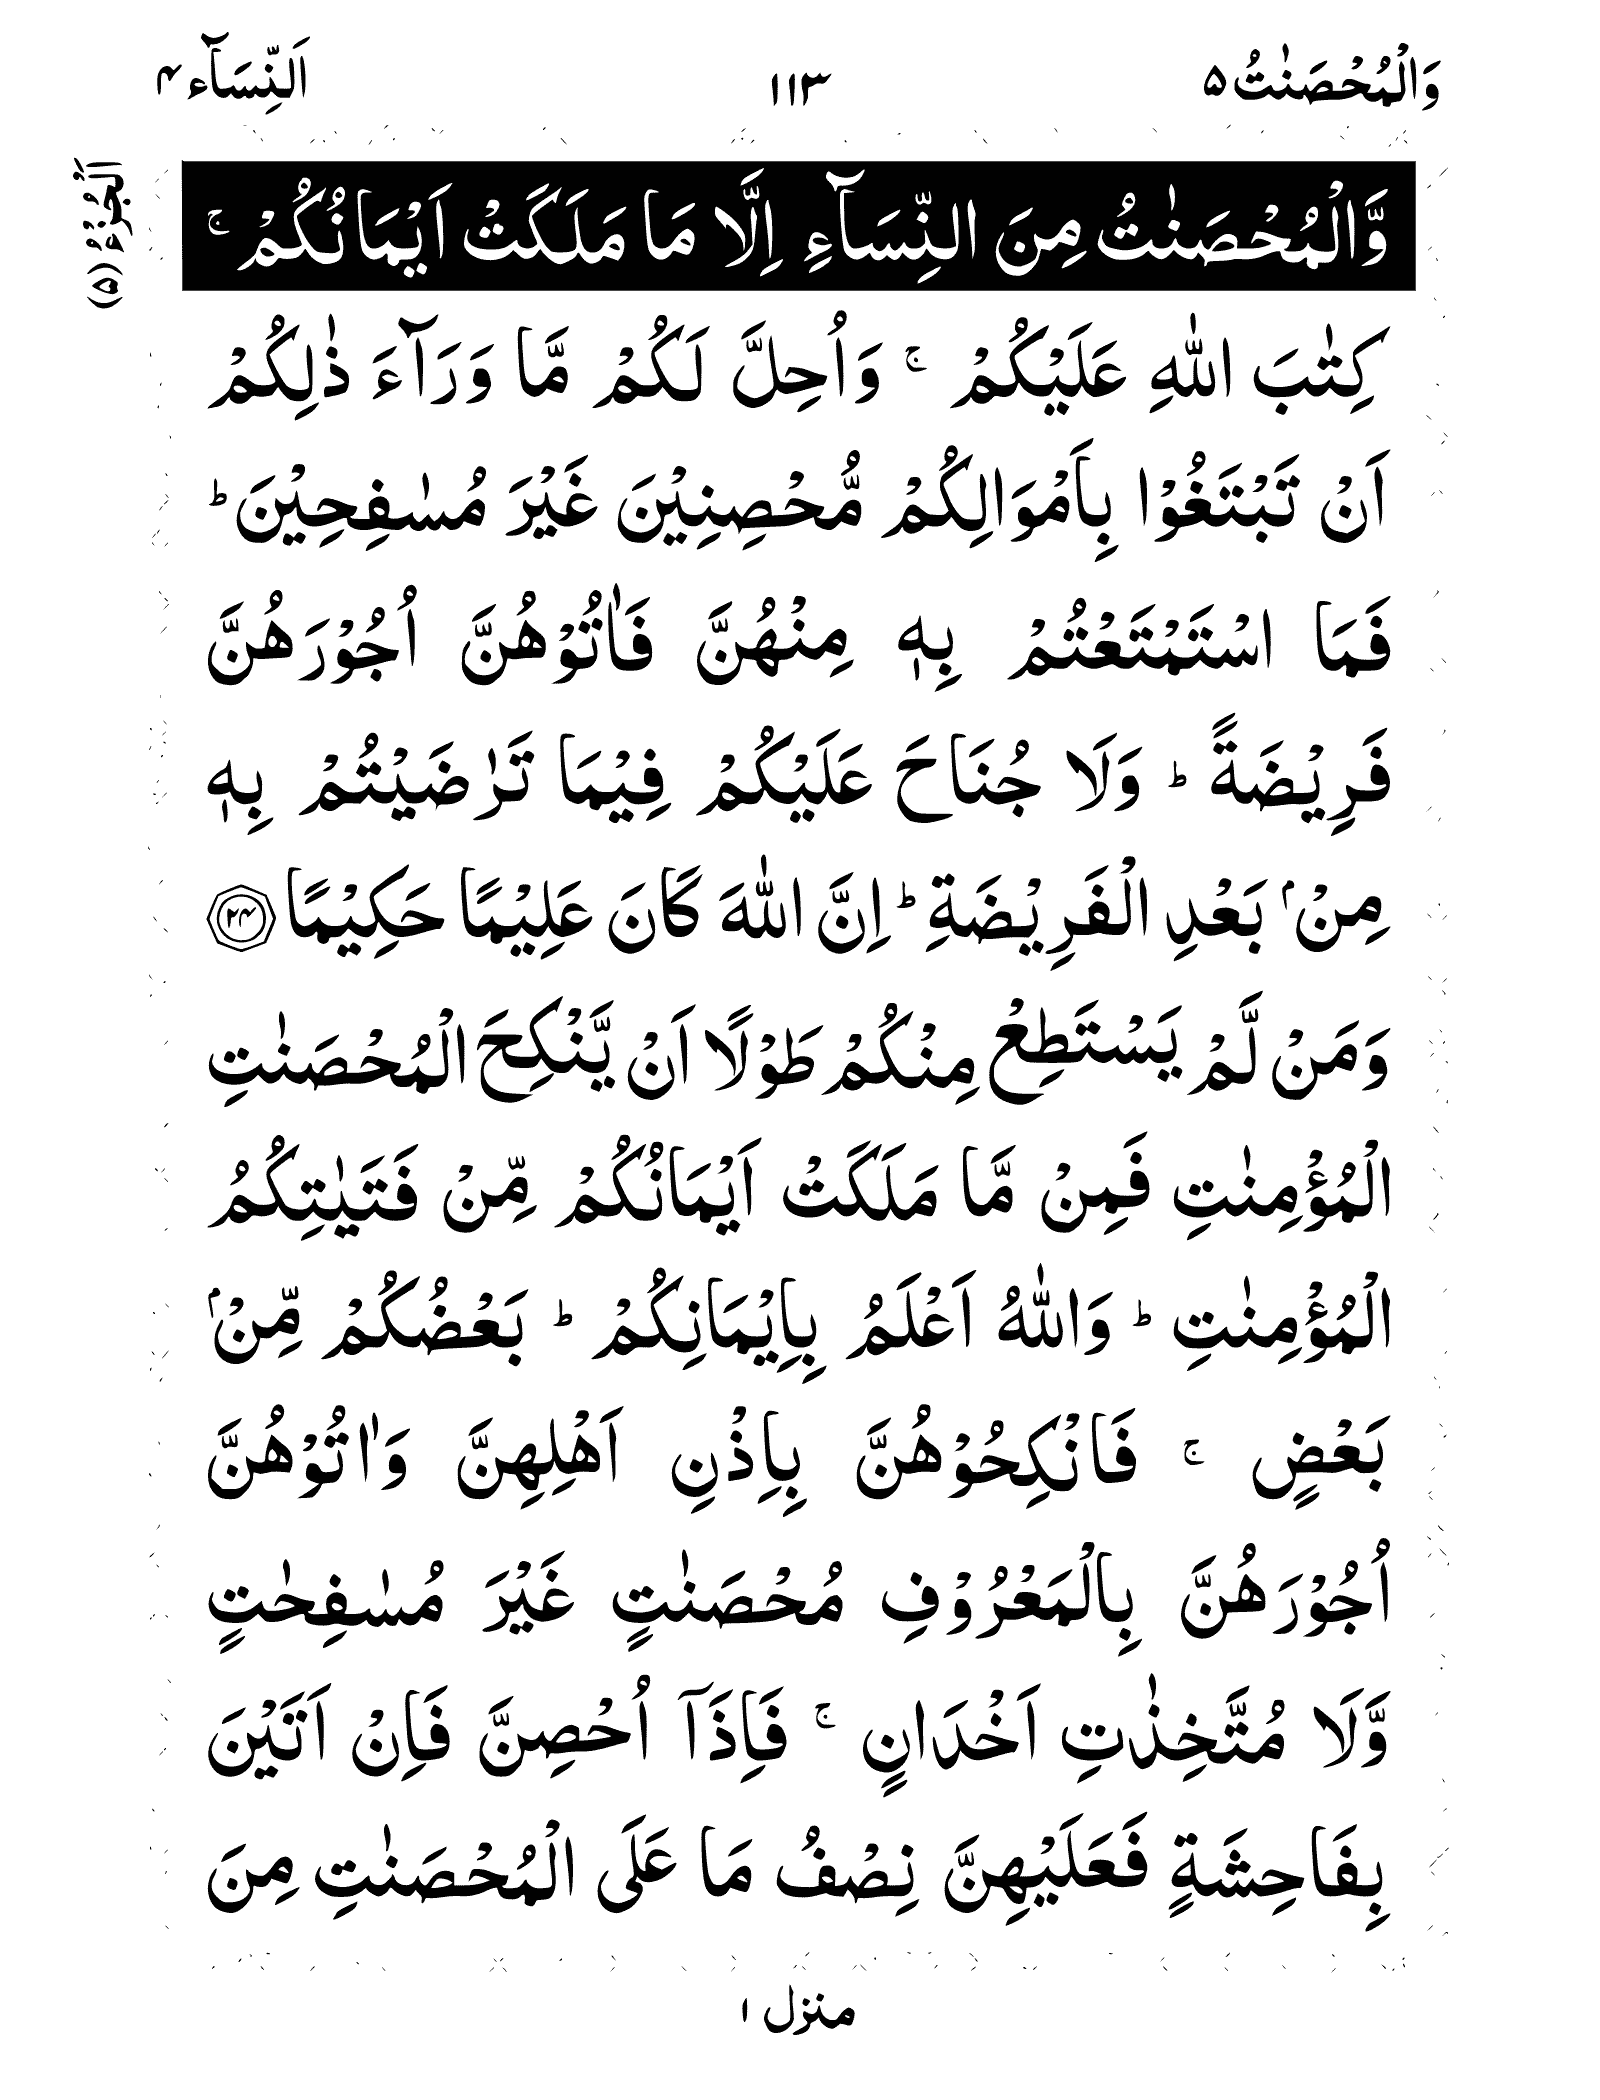 وَالْمُحْصَنٰتُ ۵
۱۱۳
اَلنِّسَآء ۴
اَلْجُزْءُ (۵)
وَّالْمُحْصَنٰتُ مِنَ النِّسَآءِ اِلَّا مَا مَلَكَتْ اَيْمَانُكُمْ ۚ
كِتٰبَ اللّٰهِ عَلَيْكُمْ ۚ وَاُحِلَّ لَكُمْ مَّا وَرَآءَ ذٰلِكُمْ
اَنْ تَبْتَغُوْا بِاَمْوَالِكُمْ مُّحْصِنِيْنَ غَيْرَ مُسٰفِحِيْنَ ؕ
فَمَا اسْتَمْتَعْتُمْ بِهٖ مِنْهُنَّ فَاٰتُوْهُنَّ اُجُوْرَهُنَّ
فَرِيْضَةً ؕ وَلَا جُنَاحَ عَلَيْكُمْ فِيْمَا تَرٰضَيْتُمْ بِهٖ
مِنْۢ بَعْدِ الْفَرِيْضَةِ ؕ اِنَّ اللّٰهَ كَانَ عَلِيْمًا حَكِيْمًا ﴿۲۴﴾
وَمَنْ لَّمْ يَسْتَطِعْ مِنْكُمْ طَوْلًا اَنْ يَّنْكِحَ الْمُحْصَنٰتِ
الْمُؤْمِنٰتِ فَمِنْ مَّا مَلَكَتْ اَيْمَانُكُمْ مِّنْ فَتَيٰتِكُمُ
الْمُؤْمِنٰتِ ؕ وَاللّٰهُ اَعْلَمُ بِاِيْمَانِكُمْ ؕ بَعْضُكُمْ مِّنْۢ
بَعْضٍ ۚ فَانْكِحُوْهُنَّ بِاِذْنِ اَهْلِهِنَّ وَاٰتُوْهُنَّ
اُجُوْرَهُنَّ بِالْمَعْرُوْفِ مُحْصَنٰتٍ غَيْرَ مُسٰفِحٰتٍ
وَّلَا مُتَّخِذٰتِ اَخْدَانٍ ۚ فَاِذَاۤ اُحْصِنَّ فَاِنْ اَتَيْنَ
بِفَاحِشَةٍ فَعَلَيْهِنَّ نِصْفُ مَا عَلَى الْمُحْصَنٰتِ مِنَ
منزل ۱